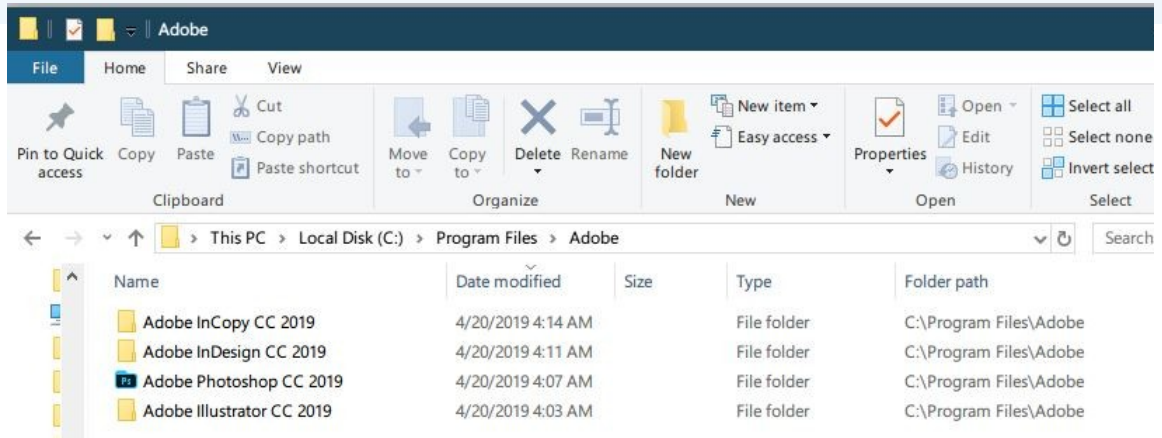 Adobe
File Home Share View
Pin to Quick access
Copy
Paste
Cut
Copy path
Paste shortcut
Clipboard
Move to
Copy to
Delete
Rename
Organize
New folder
New item
Easy access
New
Properties
Open
Edit
History
Open
Select all
Select none
Invert select
Select
This PC > Local Disk (C:) > Program Files > Adobe
Search
Name Date modified Size Type Folder path
Adobe InCopy CC 2019 4/20/2019 4:14 AM File folder C:\Program Files\Adobe
Adobe InDesign CC 2019 4/20/2019 4:11 AM File folder C:\Program Files\Adobe
Ps Adobe Photoshop CC 2019 4/20/2019 4:07 AM File folder C:\Program Files\Adobe
Adobe Illustrator CC 2019 4/20/2019 4:03 AM File folder C:\Program Files\Adobe